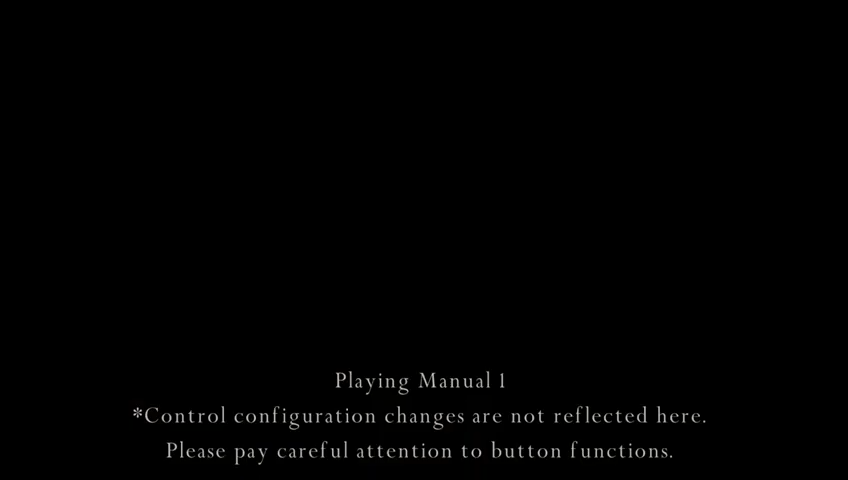 Playing Manual 1
*Control configuration changes are not reflected here.
Please pay careful attention to button functions.